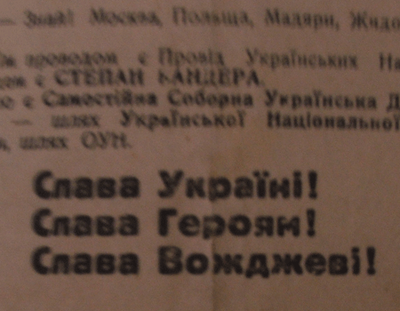 — Знай! Москва, Польща, Мадяри, Жидо
проводом є Провід Українських На
є СТЕПАН БАНДЕРА.
є Самостійна Соборна Українська Д
— шлях Української Національної
шлях ОУН.
Слава Україні!
Слава Героям!
Слава Вожджеві!